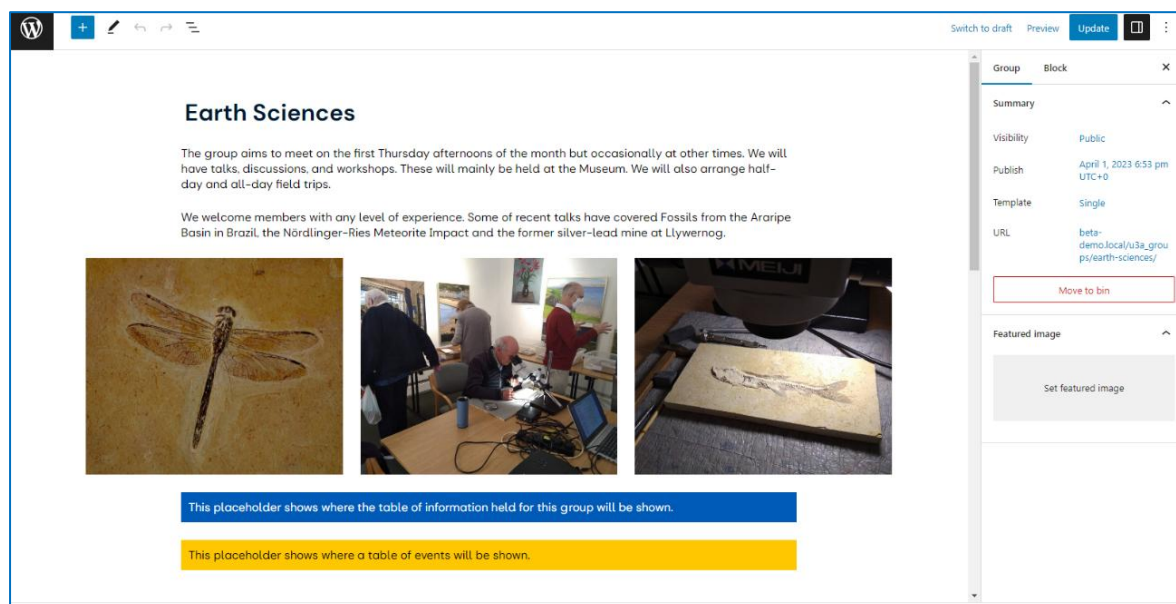 Switch to draft Preview Update
Group Block
Earth Sciences
The group aims to meet on the first Thursday afternoons of the month but occasionally at other times. We will
have talks, discussions, and workshops. These will mainly be held at the Museum. We will also arrange half-
day and all-day field trips.
We welcome members with any level of experience. Some of recent talks have covered Fossils from the Araripe
Basin in Brazil, the Nördlinger-Ries Meteorite Impact and the former silver-lead mine at Llywernog.
MEIJI
This placeholder shows where the table of information held for this group will be shown.
This placeholder shows where a table of events will be shown.
Summary
Visibility Public
Publish April 1, 2023 6:53 pm
UTC+0
Template Single
URL beta-
demo.local/u3a_grou
ps/earth-sciences/
Move to bin
Featured image
Set featured image